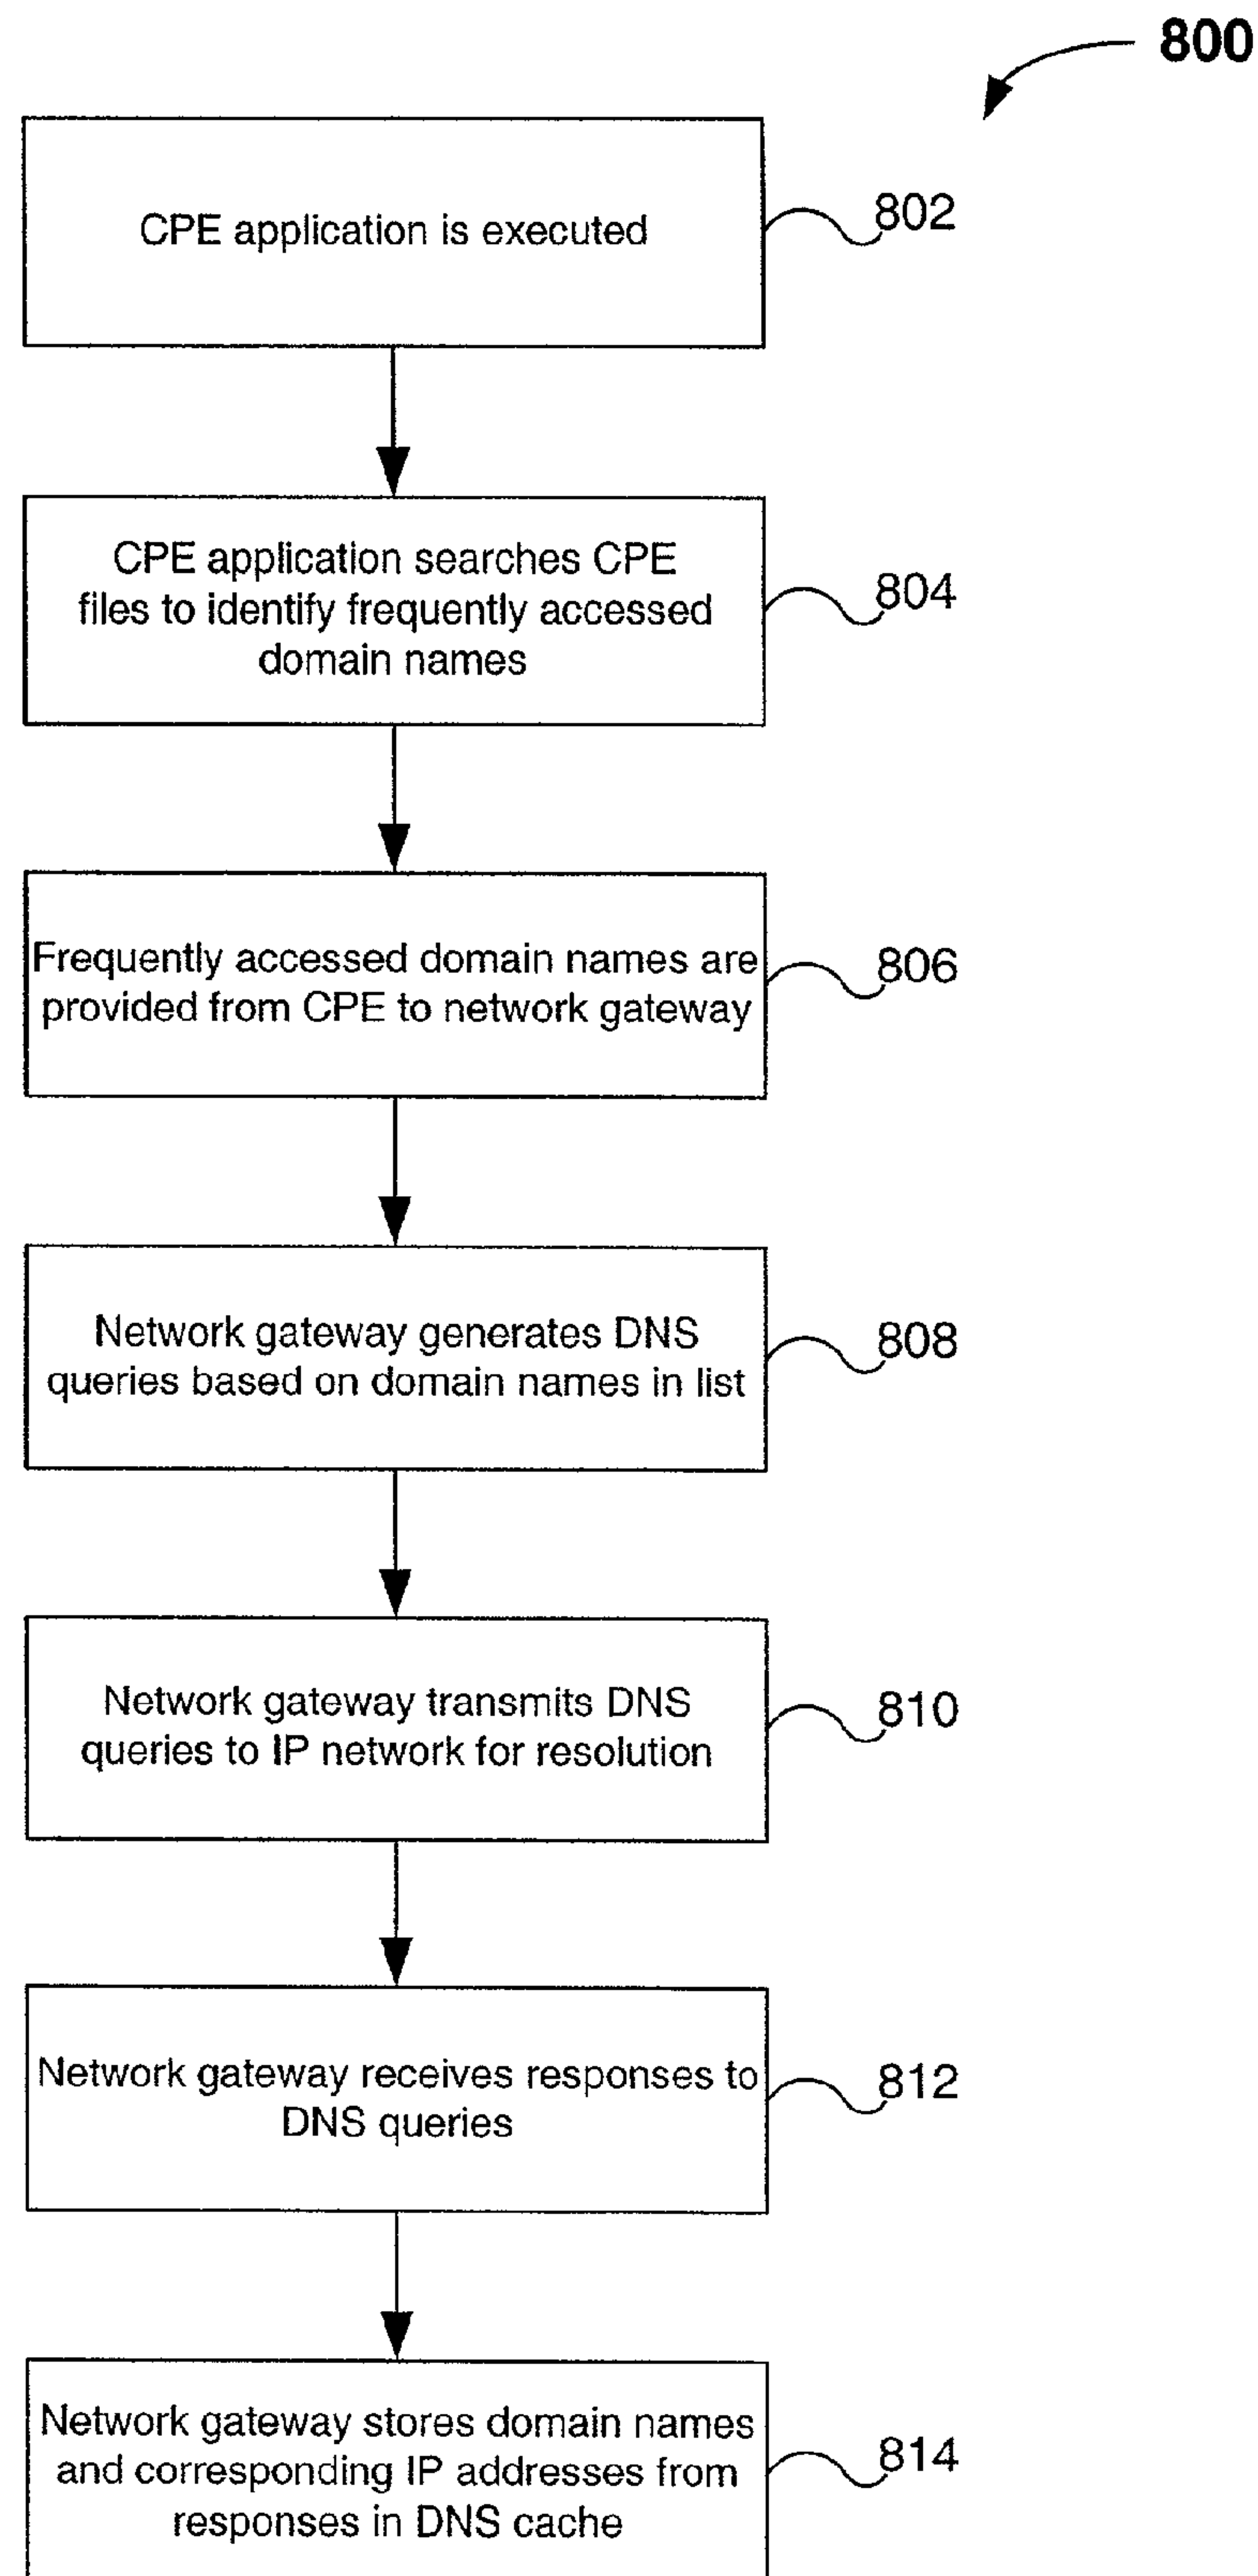 800
CPE application is executed
802
CPE application searches CPE
files to identify frequently accessed
domain names
804
Frequently accessed domain names are
provided from CPE to network gateway
806
Network gateway generates DNS
queries based on domain names in list
808
Network gateway transmits DNS
queries to IP network for resolution
810
Network gateway receives responses to
DNS queries
812
Network gateway stores domain names
and corresponding IP addresses from
responses in DNS cache
814